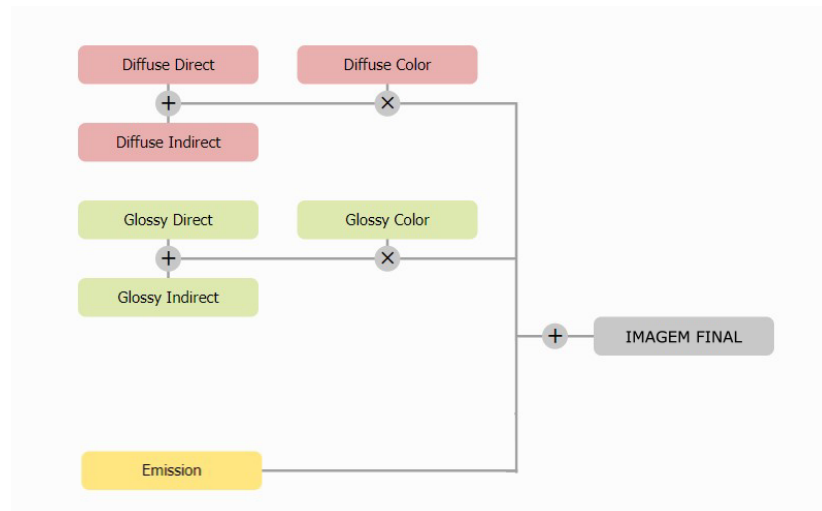 Diffuse Direct
Diffuse Color
+
×
Diffuse Indirect
Glossy Direct
Glossy Color
+
×
Glossy Indirect
+
IMAGEM FINAL
Emission